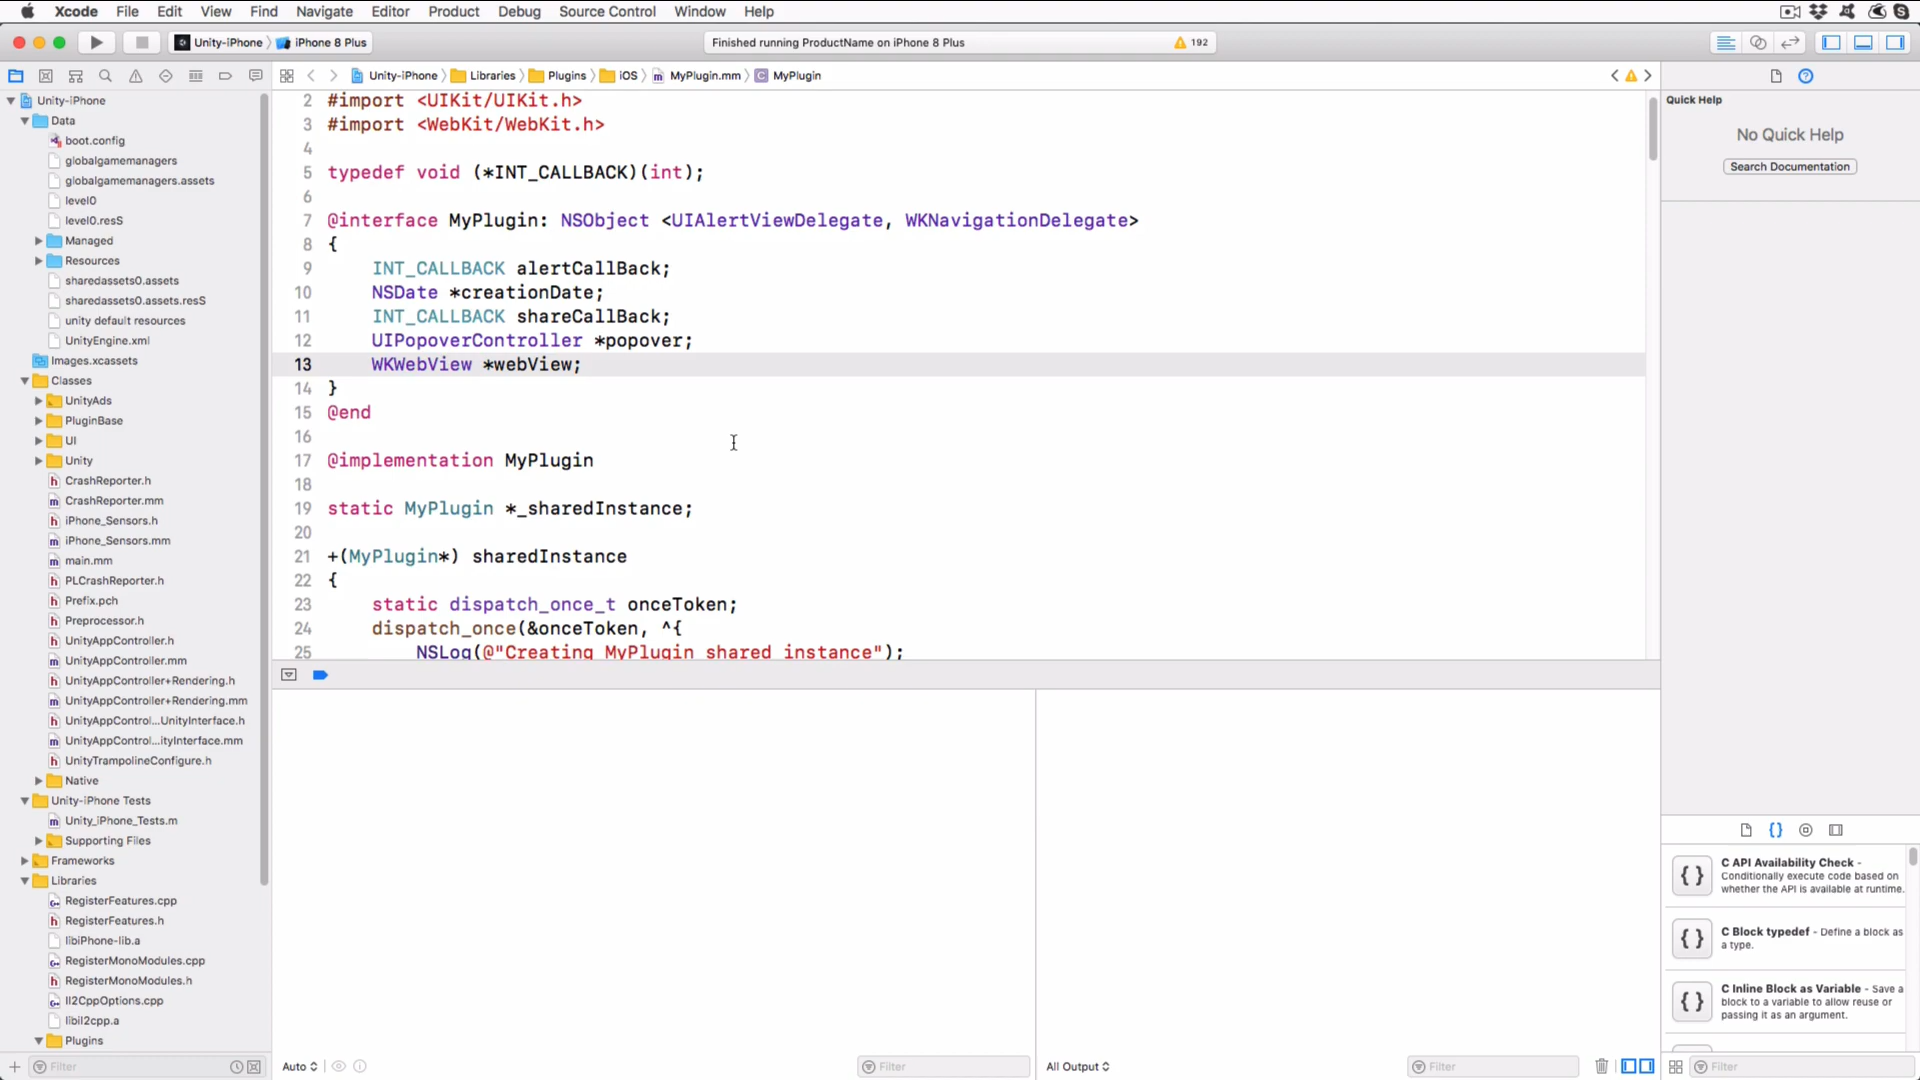 Xcode File Edit View Find Navigate Editor Product Debug Source Control Window Help
Unity-iPhone iPhone 8 Plus
Finished running ProductName on iPhone 8 Plus 192
Unity-iPhone Libraries Plugins iOS MyPlugin.mm MyPlugin
Unity-iPhone
Data
boot.config
globalgamemanagers
globalgamemanagers.assets
level0
level0.resS
Managed
Resources
sharedassets0.assets
sharedassets0.assets.resS
unity default resources
UnityEngine.xml
Images.xcassets
Classes
UnityAds
PluginBase
UI
Unity
CrashReporter.h
CrashReporter.mm
iPhone_Sensors.h
iPhone_Sensors.mm
main.mm
PLCrashReporter.h
Prefix.pch
Preprocessor.h
UnityAppController.h
UnityAppController.mm
UnityAppController+Rendering.h
UnityAppController+Rendering.mm
UnityAppControl...UnityInterface.h
UnityAppControl...ityInterface.mm
UnityTrampolineConfigure.h
Native
Unity-iPhone Tests
Unity_iPhone_Tests.m
Supporting Files
Frameworks
Libraries
RegisterFeatures.cpp
RegisterFeatures.h
libiPhone-lib.a
RegisterMonoModules.cpp
RegisterMonoModules.h
Il2CppOptions.cpp
libil2cpp.a
Plugins
Filter
2 #import <UIKit/UIKit.h>
3 #import <WebKit/WebKit.h>
4
5 typedef void (*INT_CALLBACK)(int);
6
7 @interface MyPlugin: NSObject <UIAlertViewDelegate, WKNavigationDelegate>
8 {
9 INT_CALLBACK alertCallBack;
10 NSDate *creationDate;
11 INT_CALLBACK shareCallBack;
12 UIPopoverController *popover;
13 WKWebView *webView;
14 }
15 @end
16
17 @implementation MyPlugin
18
19 static MyPlugin *_sharedInstance;
20
21 +(MyPlugin*) sharedInstance
22 {
23 static dispatch_once_t onceToken;
24 dispatch_once(&onceToken, ^{
25 NSLog(@"Creating MyPlugin shared instance");
Auto
Filter
All Output
Filter
Quick Help
No Quick Help
Search Documentation
{}
{ } C API Availability Check -
Conditionally execute code based on
whether the API is available at runtime.
{ } C Block typedef - Define a block as
a type.
{ } C Inline Block as Variable - Save a
block to a variable to allow reuse or
passing it as an argument.
Filter